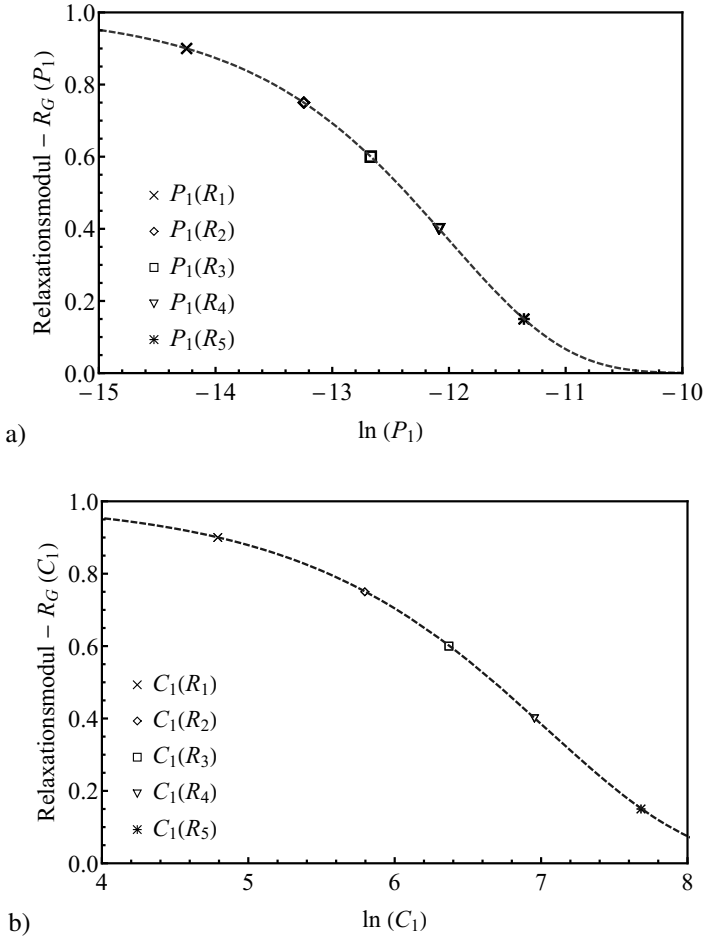 1.0
0.8
0.6
0.4
0.2
0.0
Relaxationsmodul – R_G (P_1)
P_1(R_1)
P_1(R_2)
P_1(R_3)
P_1(R_4)
P_1(R_5)
−15 −14 −13 −12 −11 −10
ln (P_1)
a)
1.0
0.8
0.6
0.4
0.2
0.0
Relaxationsmodul – R_G (C_1)
C_1(R_1)
C_1(R_2)
C_1(R_3)
C_1(R_4)
C_1(R_5)
4 5 6 7 8
ln (C_1)
b)